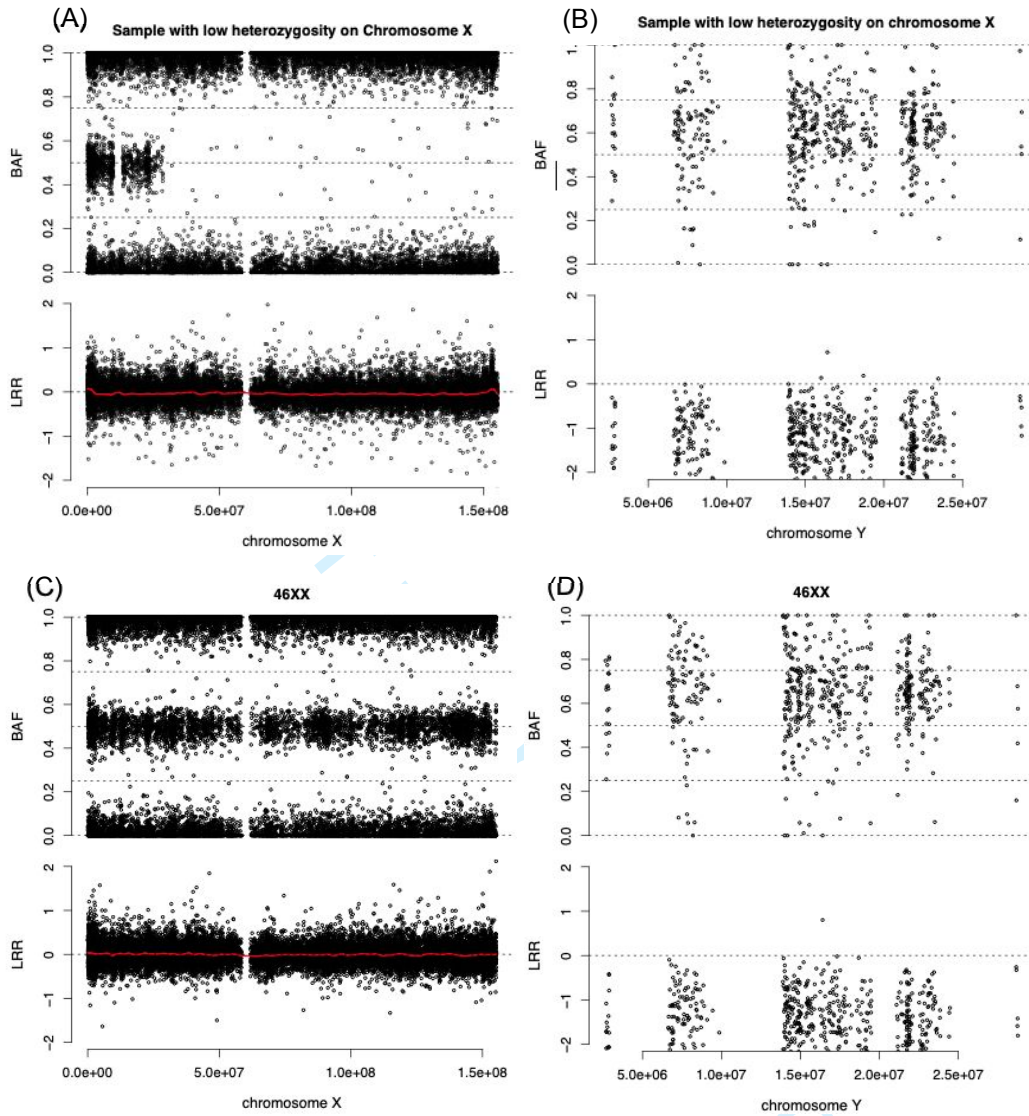 (A)
Sample with low heterozygosity on Chromosome X
BAF
1.0
0.8
0.6
0.4
0.2
0.0
LRR
2
1
0
−1
−2
0.0e+00 5.0e+07 1.0e+08 1.5e+08
chromosome X
(B)
Sample with low heterozygosity on chromosome X
BAF
1.0
0.8
0.6
0.4
0.2
0.0
LRR
2
1
0
−1
−2
5.0e+06 1.0e+07 1.5e+07 2.0e+07 2.5e+07
chromosome Y
(C)
46XX
BAF
1.0
0.8
0.6
0.4
0.2
0.0
LRR
2
1
0
−1
−2
0.0e+00 5.0e+07 1.0e+08 1.5e+08
chromosome X
(D)
46XX
BAF
1.0
0.8
0.6
0.4
0.2
0.0
LRR
2
1
0
−1
−2
5.0e+06 1.0e+07 1.5e+07 2.0e+07 2.5e+07
chromosome Y